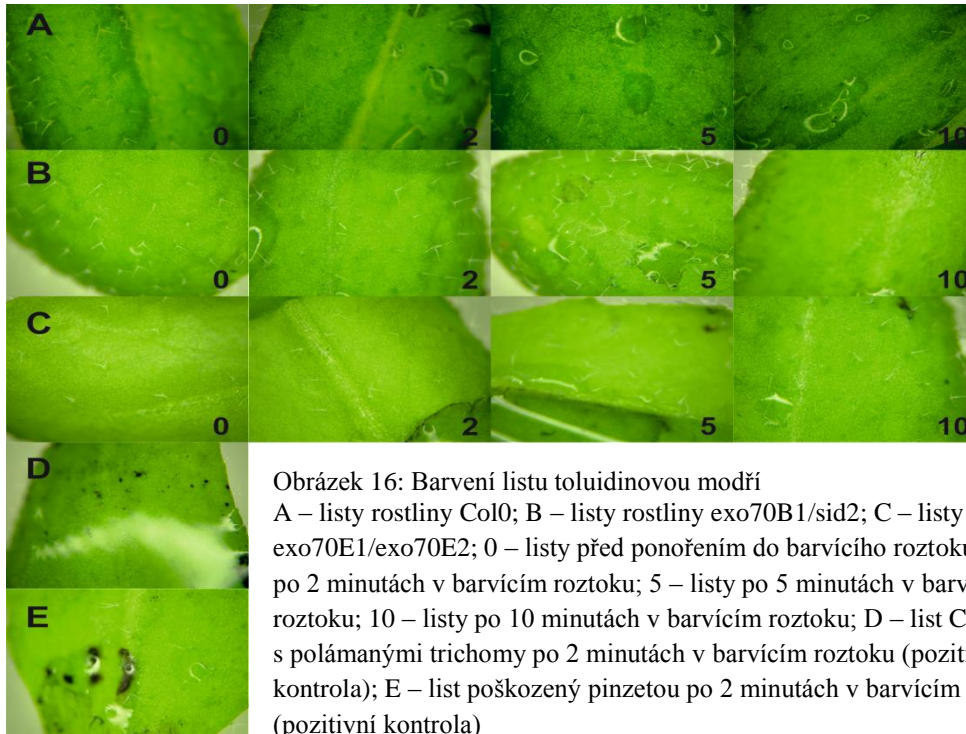 A
0
2
5
10
B
0
2
5
10
C
0
2
5
10
D
E
Obrázek 16: Barvení listu toluidinovou modří
A – listy rostliny Col0; B – listy rostliny exo70B1/sid2; C – listy
exo70E1/exo70E2; 0 – listy před ponořením do barvícího roztoku
po 2 minutách v barvícím roztoku; 5 – listy po 5 minutách v barv
roztoku; 10 – listy po 10 minutách v barvícím roztoku; D – list C
s polámanými trichomy po 2 minutách v barvícím roztoku (pozit
kontrola); E – list poškozený pinzetou po 2 minutách v barvícím
(pozitivní kontrola)